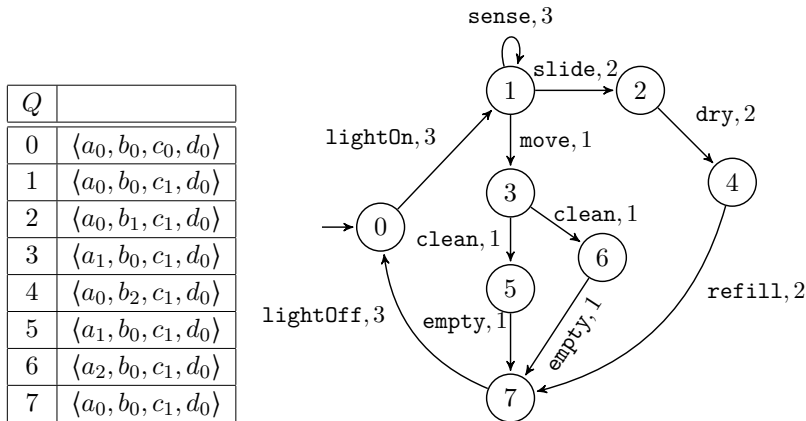 Q
0 ⟨a₀, b₀, c₀, d₀⟩
1 ⟨a₀, b₀, c₁, d₀⟩
2 ⟨a₀, b₁, c₁, d₀⟩
3 ⟨a₁, b₀, c₁, d₀⟩
4 ⟨a₀, b₂, c₁, d₀⟩
5 ⟨a₁, b₀, c₁, d₀⟩
6 ⟨a₂, b₀, c₁, d₀⟩
7 ⟨a₀, b₀, c₁, d₀⟩
sense, 3
1
slide, 2
2
dry, 2
lightOn, 3
move, 1
3
4
0
clean, 1
clean, 1
6
5
lightOff, 3
empty, 1
empty, 1
refill, 2
7